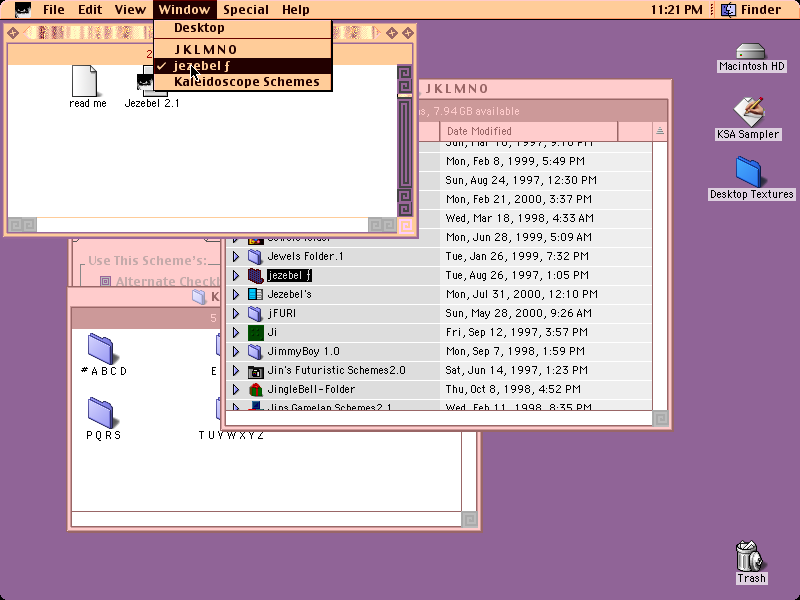 File Edit View Window Special Help 11:21 PM Finder
Desktop
J K L M N O
jezebel ƒ
Kaleidoscope Schemes
2
read me
Jezebel 2.1
J K L M N O
s, 7.94 GB available
Date Modified
Mon, Feb 8, 1999, 5:49 PM
Sun, Aug 24, 1997, 12:30 PM
Mon, Feb 21, 2000, 3:37 PM
Wed, Mar 18, 1998, 4:33 AM
Mon, Jun 28, 1999, 5:09 AM
Jewels Folder.1 Tue, Jan 26, 1999, 7:32 PM
jezebel ƒ Tue, Aug 26, 1997, 1:05 PM
Jezebel's Mon, Jul 31, 2000, 12:10 PM
jFURI Sun, May 28, 2000, 9:26 AM
Ji Fri, Sep 12, 1997, 3:57 PM
JimmyBoy 1.0 Mon, Sep 7, 1998, 1:59 PM
Jin's Futuristic Schemes2.0 Sat, Jun 14, 1997, 1:23 PM
JingleBell-Folder Thu, Oct 8, 1998, 4:52 PM
Jins Gamelan Schemes2.1 Wed, Feb 11, 1998, 8:35 PM
Use This Scheme's:
Alternate Check
K
5
# A B C D
E
P Q R S
T U V W X Y Z
Macintosh HD
KSA Sampler
Desktop Textures
Trash